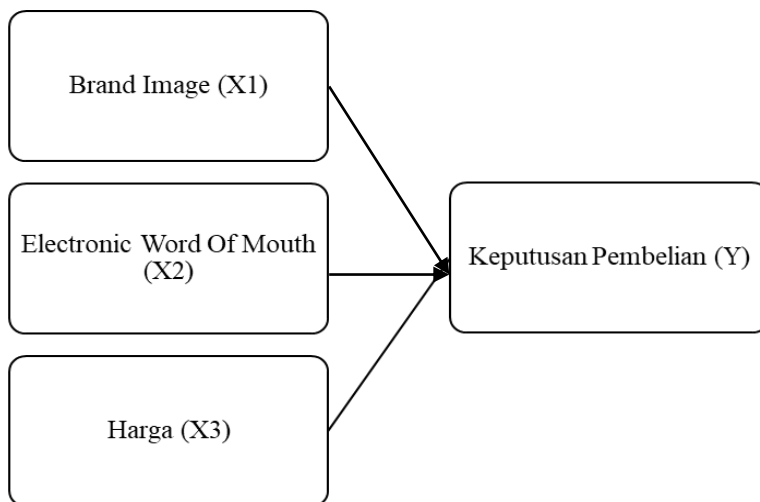 Brand Image (X1)
Electronic Word Of Mouth
(X2)
Keputusan Pembelian (Y)
Harga (X3)